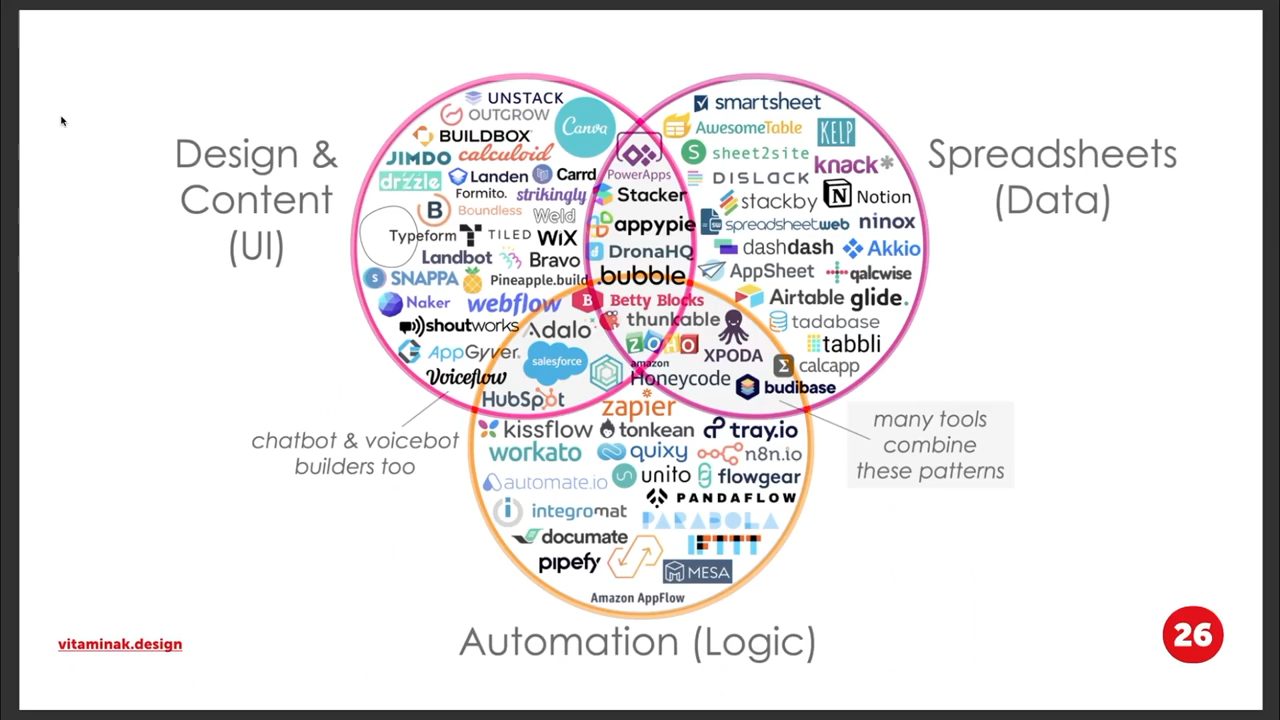 Design &
Content
(UI)
UNSTACK
OUTGROW
BUILDBOX
Canva
JIMDO
calculoid
drzzle
Landen
Carrd
Formito.
strikingly
B
Boundless
Weld
Typeform
TILED
WiX
Landbot
Bravo
S
SNAPPA
Pineapple.build
Naker
webflow
shoutworks
Adalo
AppGyver.
salesforce
Voiceflow
HubSpot
PowerApps
Stacker
appypie
DronaHQ
.bubble
B
Betty Blocks
thunkable
ZOHO
XPODA
amazon
Honeycode
Spreadsheets
(Data)
smartsheet
AwesomeTable
KELP
S
sheet2site
knack*
DISLACK
stackby
N
Notion
SW
spreadsheetweb
ninox
dashdash
Akkio
AppSheet
qalcwise
Airtable
glide.
tadabase
tabbli
Σ
calcapp
budibase
zapier
kissflow
tonkean
tray.io
workato
quixy
n8n.io
automate.io
unito
flowgear
PANDAFLOW
integromat
PARABOLA
documate
IFTTT
pipefy
MESA
Amazon AppFlow
chatbot & voicebot
builders too
many tools
combine
these patterns
Automation (Logic)
vitaminak.design
26